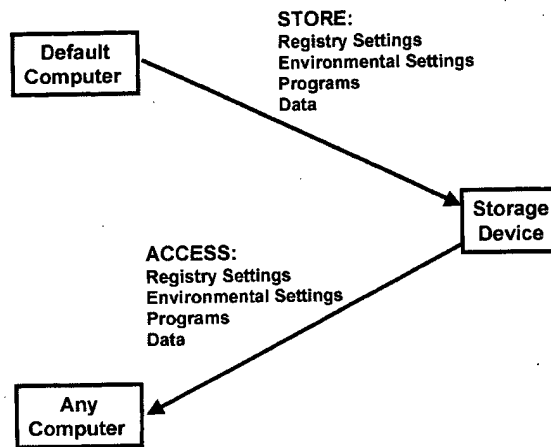 STORE:
Registry Settings
Environmental Settings
Programs
Data
Default
Computer
Storage
Device
ACCESS:
Registry Settings
Environmental Settings
Programs
Data
Any
Computer